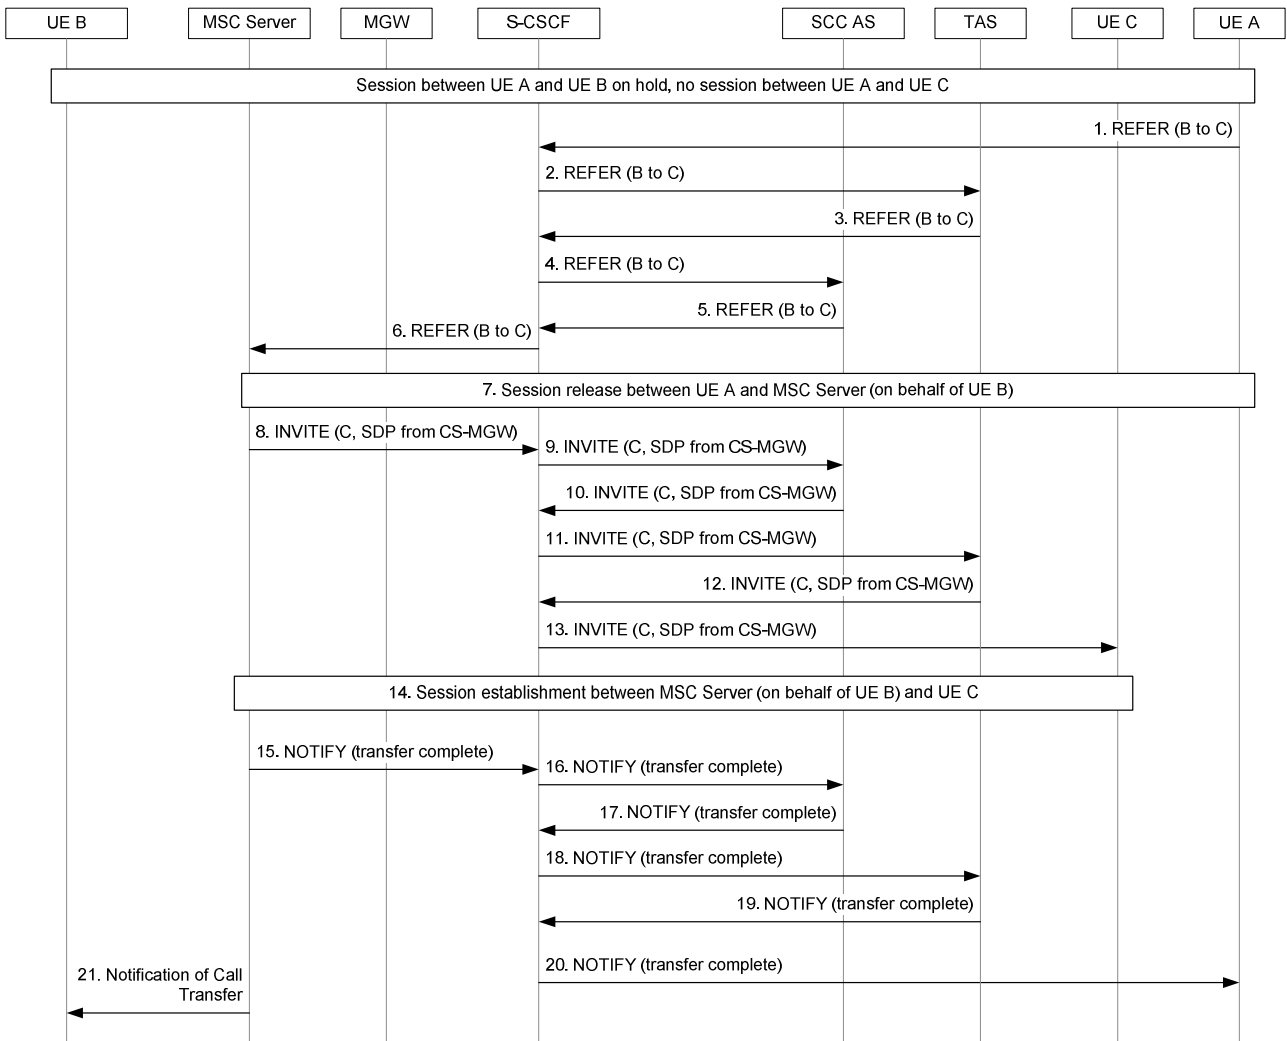 UE B
MSC Server
MGW
S-CSCF
SCC AS
TAS
UE C
UE A
Session between UE A and UE B on hold, no session between UE A and UE C
1. REFER (B to C)
2. REFER (B to C)
3. REFER (B to C)
4. REFER (B to C)
5. REFER (B to C)
6. REFER (B to C)
7. Session release between UE A and MSC Server (on behalf of UE B)
8. INVITE (C, SDP from CS-MGW)
9. INVITE (C, SDP from CS-MGW)
10. INVITE (C, SDP from CS-MGW)
11. INVITE (C, SDP from CS-MGW)
12. INVITE (C, SDP from CS-MGW)
13. INVITE (C, SDP from CS-MGW)
14. Session establishment between MSC Server (on behalf of UE B) and UE C
15. NOTIFY (transfer complete)
16. NOTIFY (transfer complete)
17. NOTIFY (transfer complete)
18. NOTIFY (transfer complete)
19. NOTIFY (transfer complete)
20. NOTIFY (transfer complete)
21. Notification of Call
Transfer